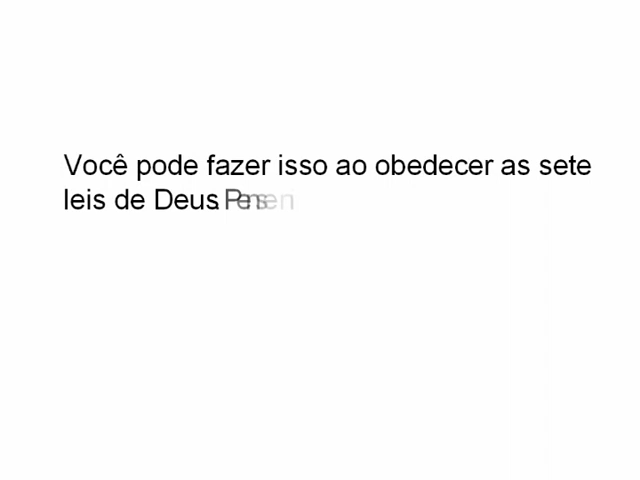 Você pode fazer isso ao obedecer as sete
leis de Deus.